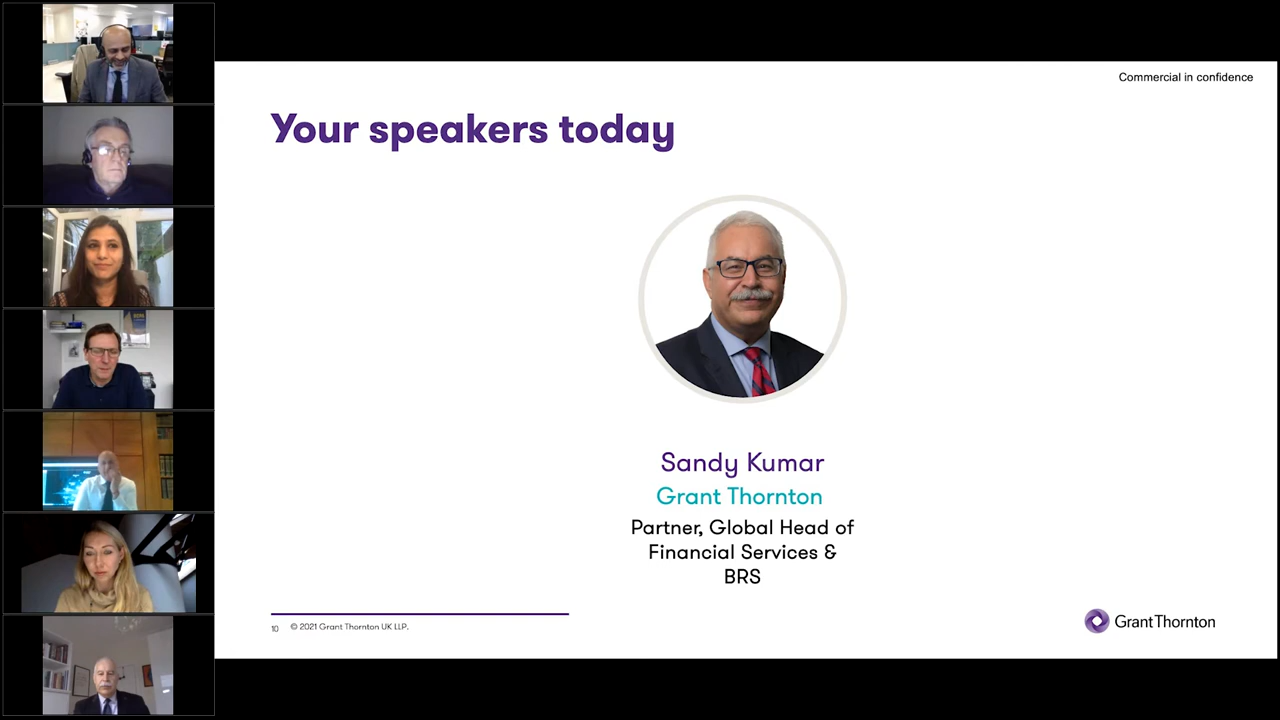 Commercial in confidence
Your speakers today
Sandy Kumar
Grant Thornton
Partner, Global Head of
Financial Services &
BRS
10 © 2021 Grant Thornton UK LLP.
GrantThornton